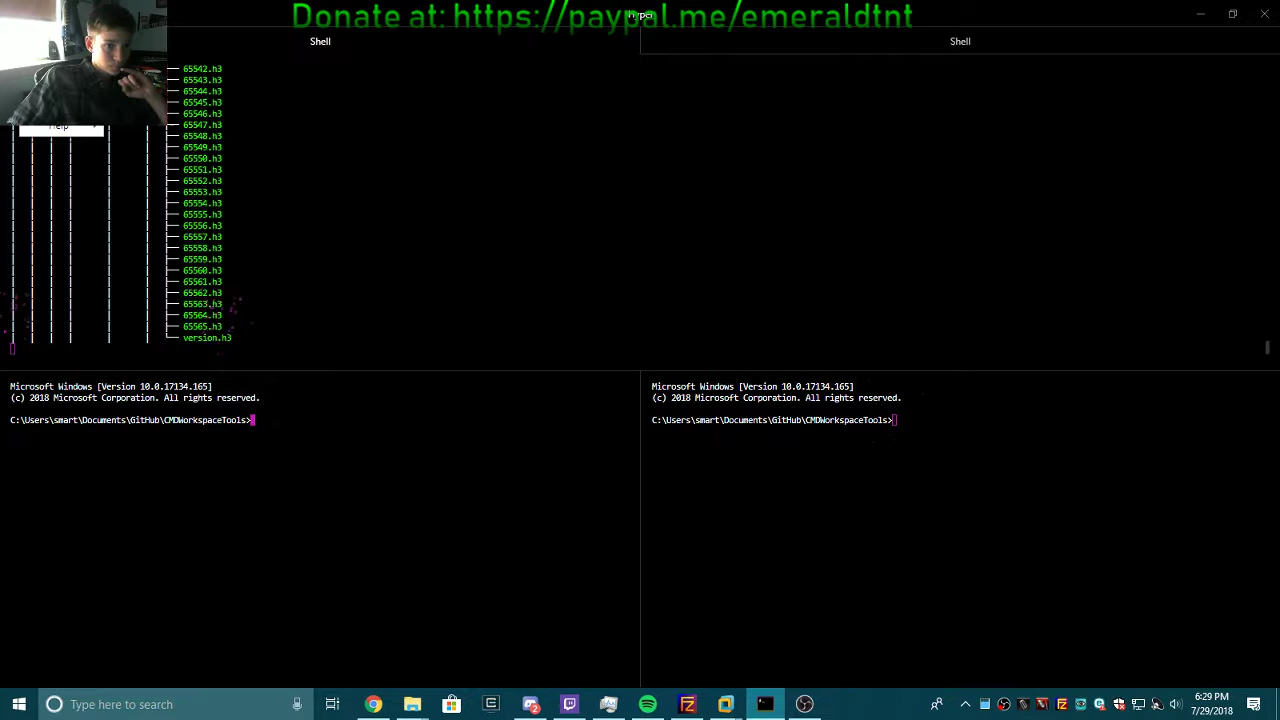 Donate at: https://paypal.me/emeraldtnt
Hyper
Shell
Shell
65542.h3
65543.h3
65544.h3
65545.h3
65546.h3
65547.h3
65548.h3
65549.h3
65550.h3
65551.h3
65552.h3
65553.h3
65554.h3
65555.h3
65556.h3
65557.h3
65558.h3
65559.h3
65560.h3
65561.h3
65562.h3
65563.h3
65564.h3
65565.h3
version.h3
Help
Microsoft Windows [Version 10.0.17134.165]
(c) 2018 Microsoft Corporation. All rights reserved.
C:\Users\smart\Documents\GitHub\CMDWorkspaceTools>
Microsoft Windows [Version 10.0.17134.165]
(c) 2018 Microsoft Corporation. All rights reserved.
C:\Users\smart\Documents\GitHub\CMDWorkspaceTools>
Type here to search
6:29 PM
7/29/2018